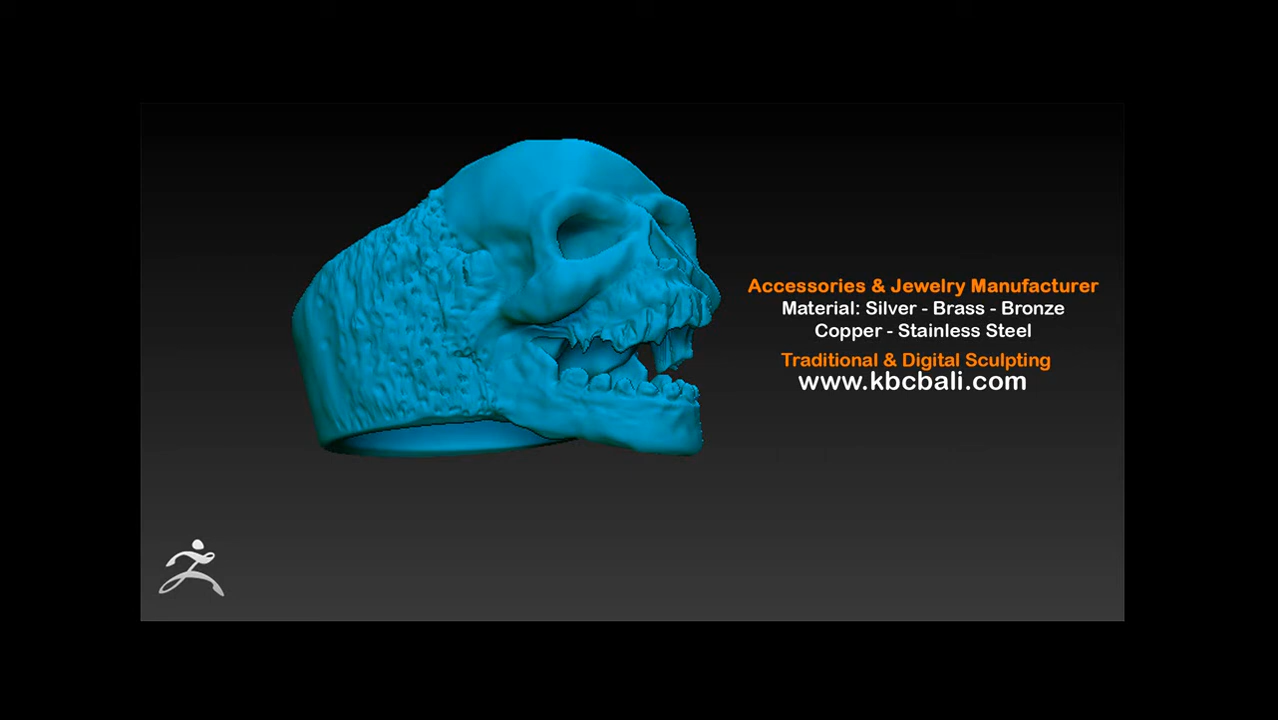 Accessories & Jewelry Manufacturer
Material: Silver - Brass - Bronze
Copper - Stainless Steel
Traditional & Digital Sculpting
www.kbcbali.com